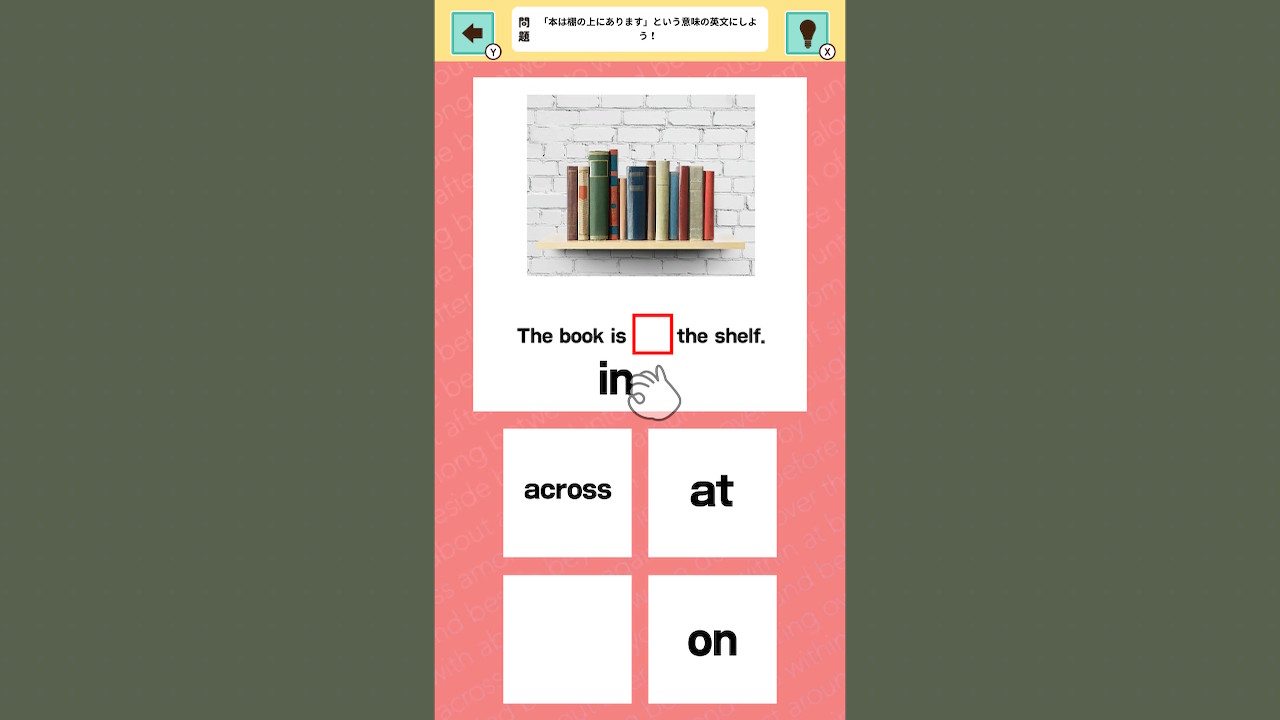 問題
「本は棚の上にあります」という意味の英文にしよ
う！
Y
X
The book is the shelf.
in
across
at
on